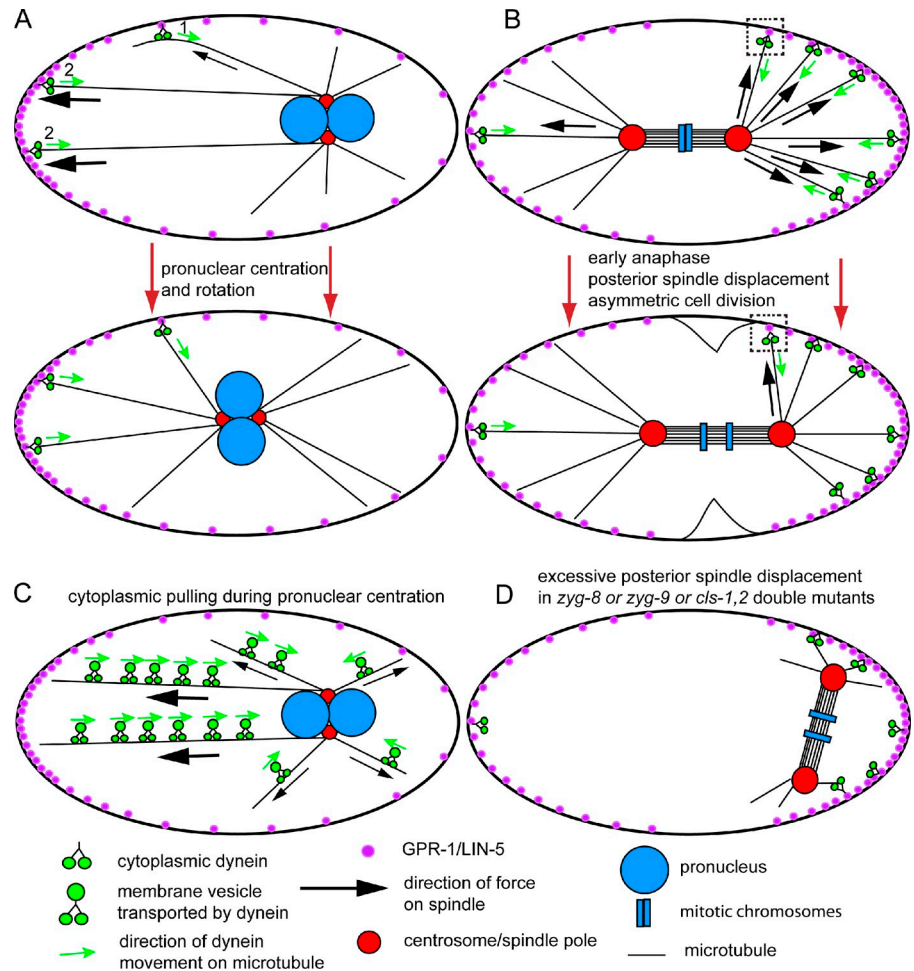 A
B
1
2
2
pronuclear centration
and rotation
early anaphase
posterior spindle displacement
asymmetric cell division
C
cytoplasmic pulling during pronuclear centration
D
excessive posterior spindle displacement
in zyg-8 or zyg-9 or cls-1,2 double mutants
cytoplasmic dynein
membrane vesicle
transported by dynein
direction of dynein
movement on microtubule
GPR-1/LIN-5
direction of force
on spindle
centrosome/spindle pole
pronucleus
mitotic chromosomes
microtubule